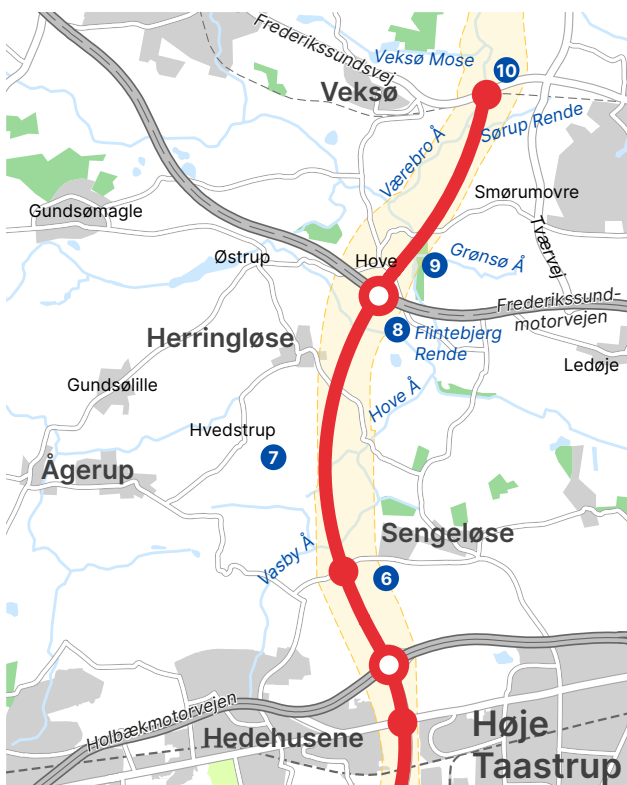 Frederikssundsvej
Veksø Mose
10
Veksø
Sørup Rende
Værebro Å
Smørumovre
Gundsømagle
Tværvej
Hove
Grønsø Å
Østrup
9
Frederikssund-
motorvejen
8
Flintebjerg
Rende
Herringløse
Ledøje
Gundsølille
Hove Å
Hvedstrup
7
Ågerup
Sengeløse
Vasby Å
6
Holbækmotorvejen
Hedehusene
Høje
Taastrup